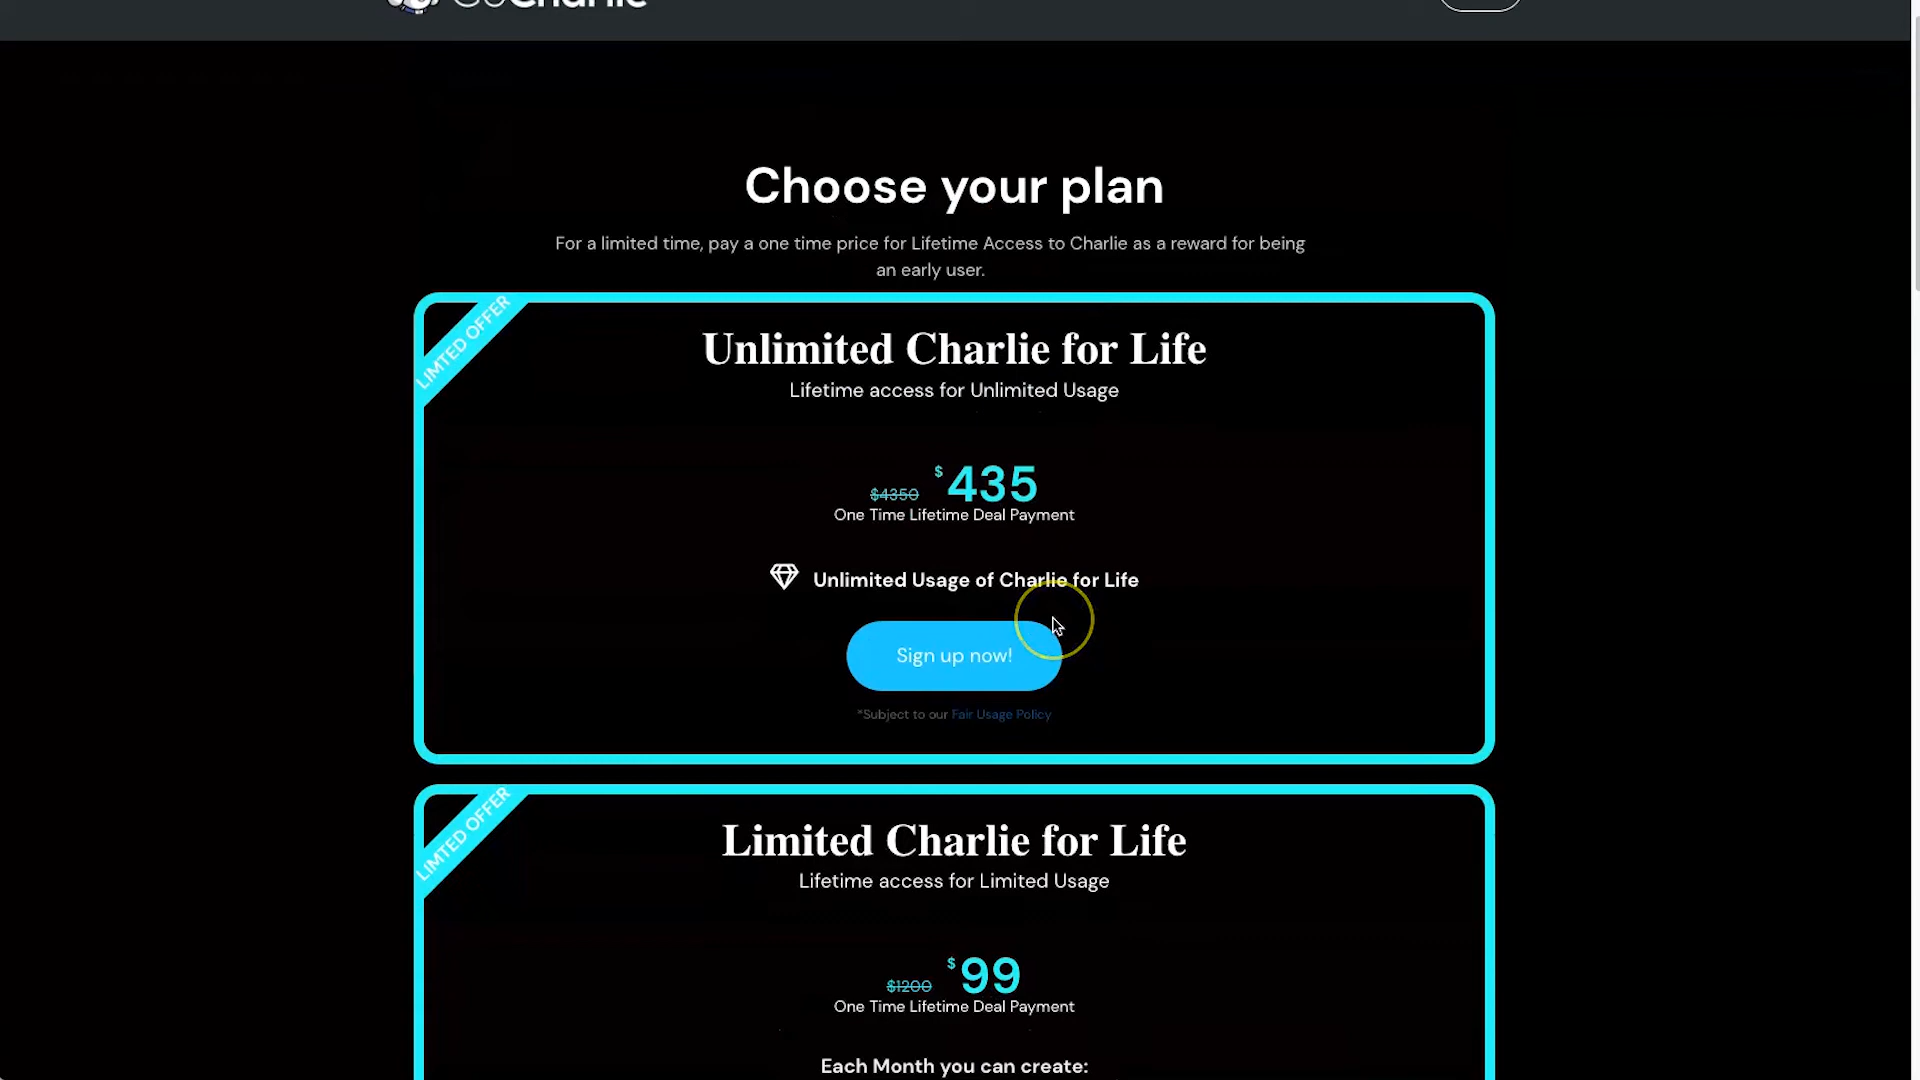 GoCharlie
Choose your plan
For a limited time, pay a one time price for Lifetime Access to Charlie as a reward for being
an early user.
LIMTED OFFER
Unlimited Charlie for Life
Lifetime access for Unlimited Usage
$4350 $435
One Time Lifetime Deal Payment
Unlimited Usage of Charlie for Life
Sign up now!
*Subject to our Fair Usage Policy
LIMTED OFFER
Limited Charlie for Life
Lifetime access for Limited Usage
$1200 $99
One Time Lifetime Deal Payment
Each Month you can create: